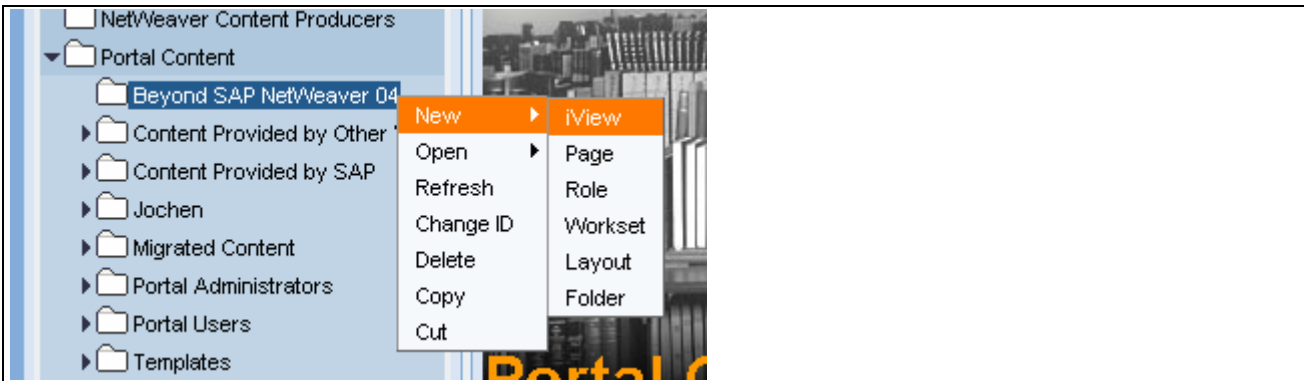 NetWeaver Content Producers
Portal Content
Beyond SAP NetWeaver 04
Content Provided by Other
Content Provided by SAP
Jochen
Migrated Content
Portal Administrators
Portal Users
Templates
New
Open
Refresh
Change ID
Delete
Copy
Cut
iView
Page
Role
Workset
Layout
Folder
Portal C